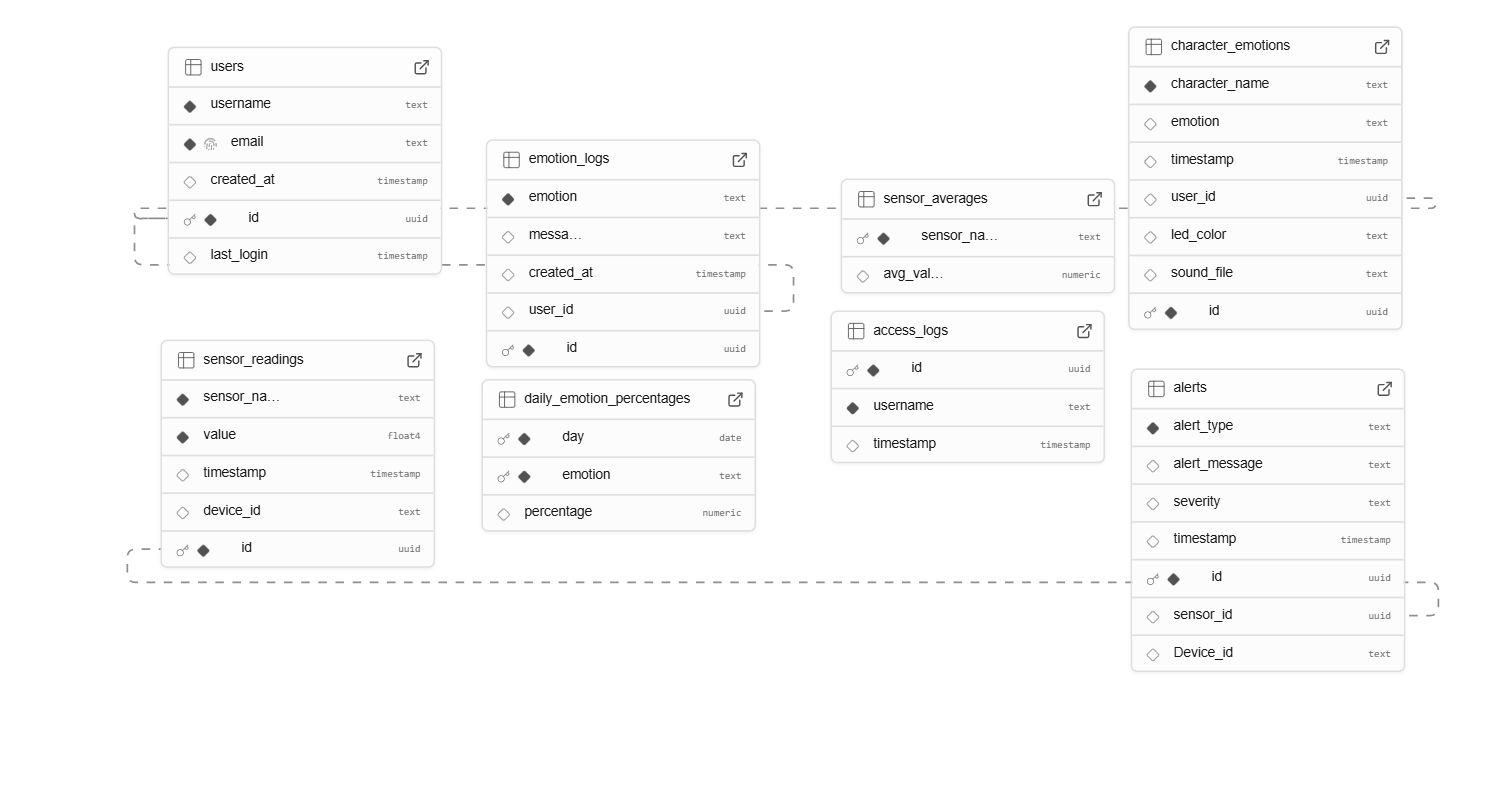 users
username text
email text
created_at timestamp
id uuid
last_login timestamp
sensor_readings
sensor_na... text
value float4
timestamp timestamp
device_id text
id uuid
emotion_logs
emotion text
messa... text
created_at timestamp
user_id uuid
id uuid
daily_emotion_percentages
day date
emotion text
percentage numeric
sensor_averages
sensor_na... text
avg_val... numeric
access_logs
id uuid
username text
timestamp timestamp
character_emotions
character_name text
emotion text
timestamp timestamp
user_id uuid
led_color text
sound_file text
id uuid
alerts
alert_type text
alert_message text
severity text
timestamp timestamp
id uuid
sensor_id uuid
Device_id text